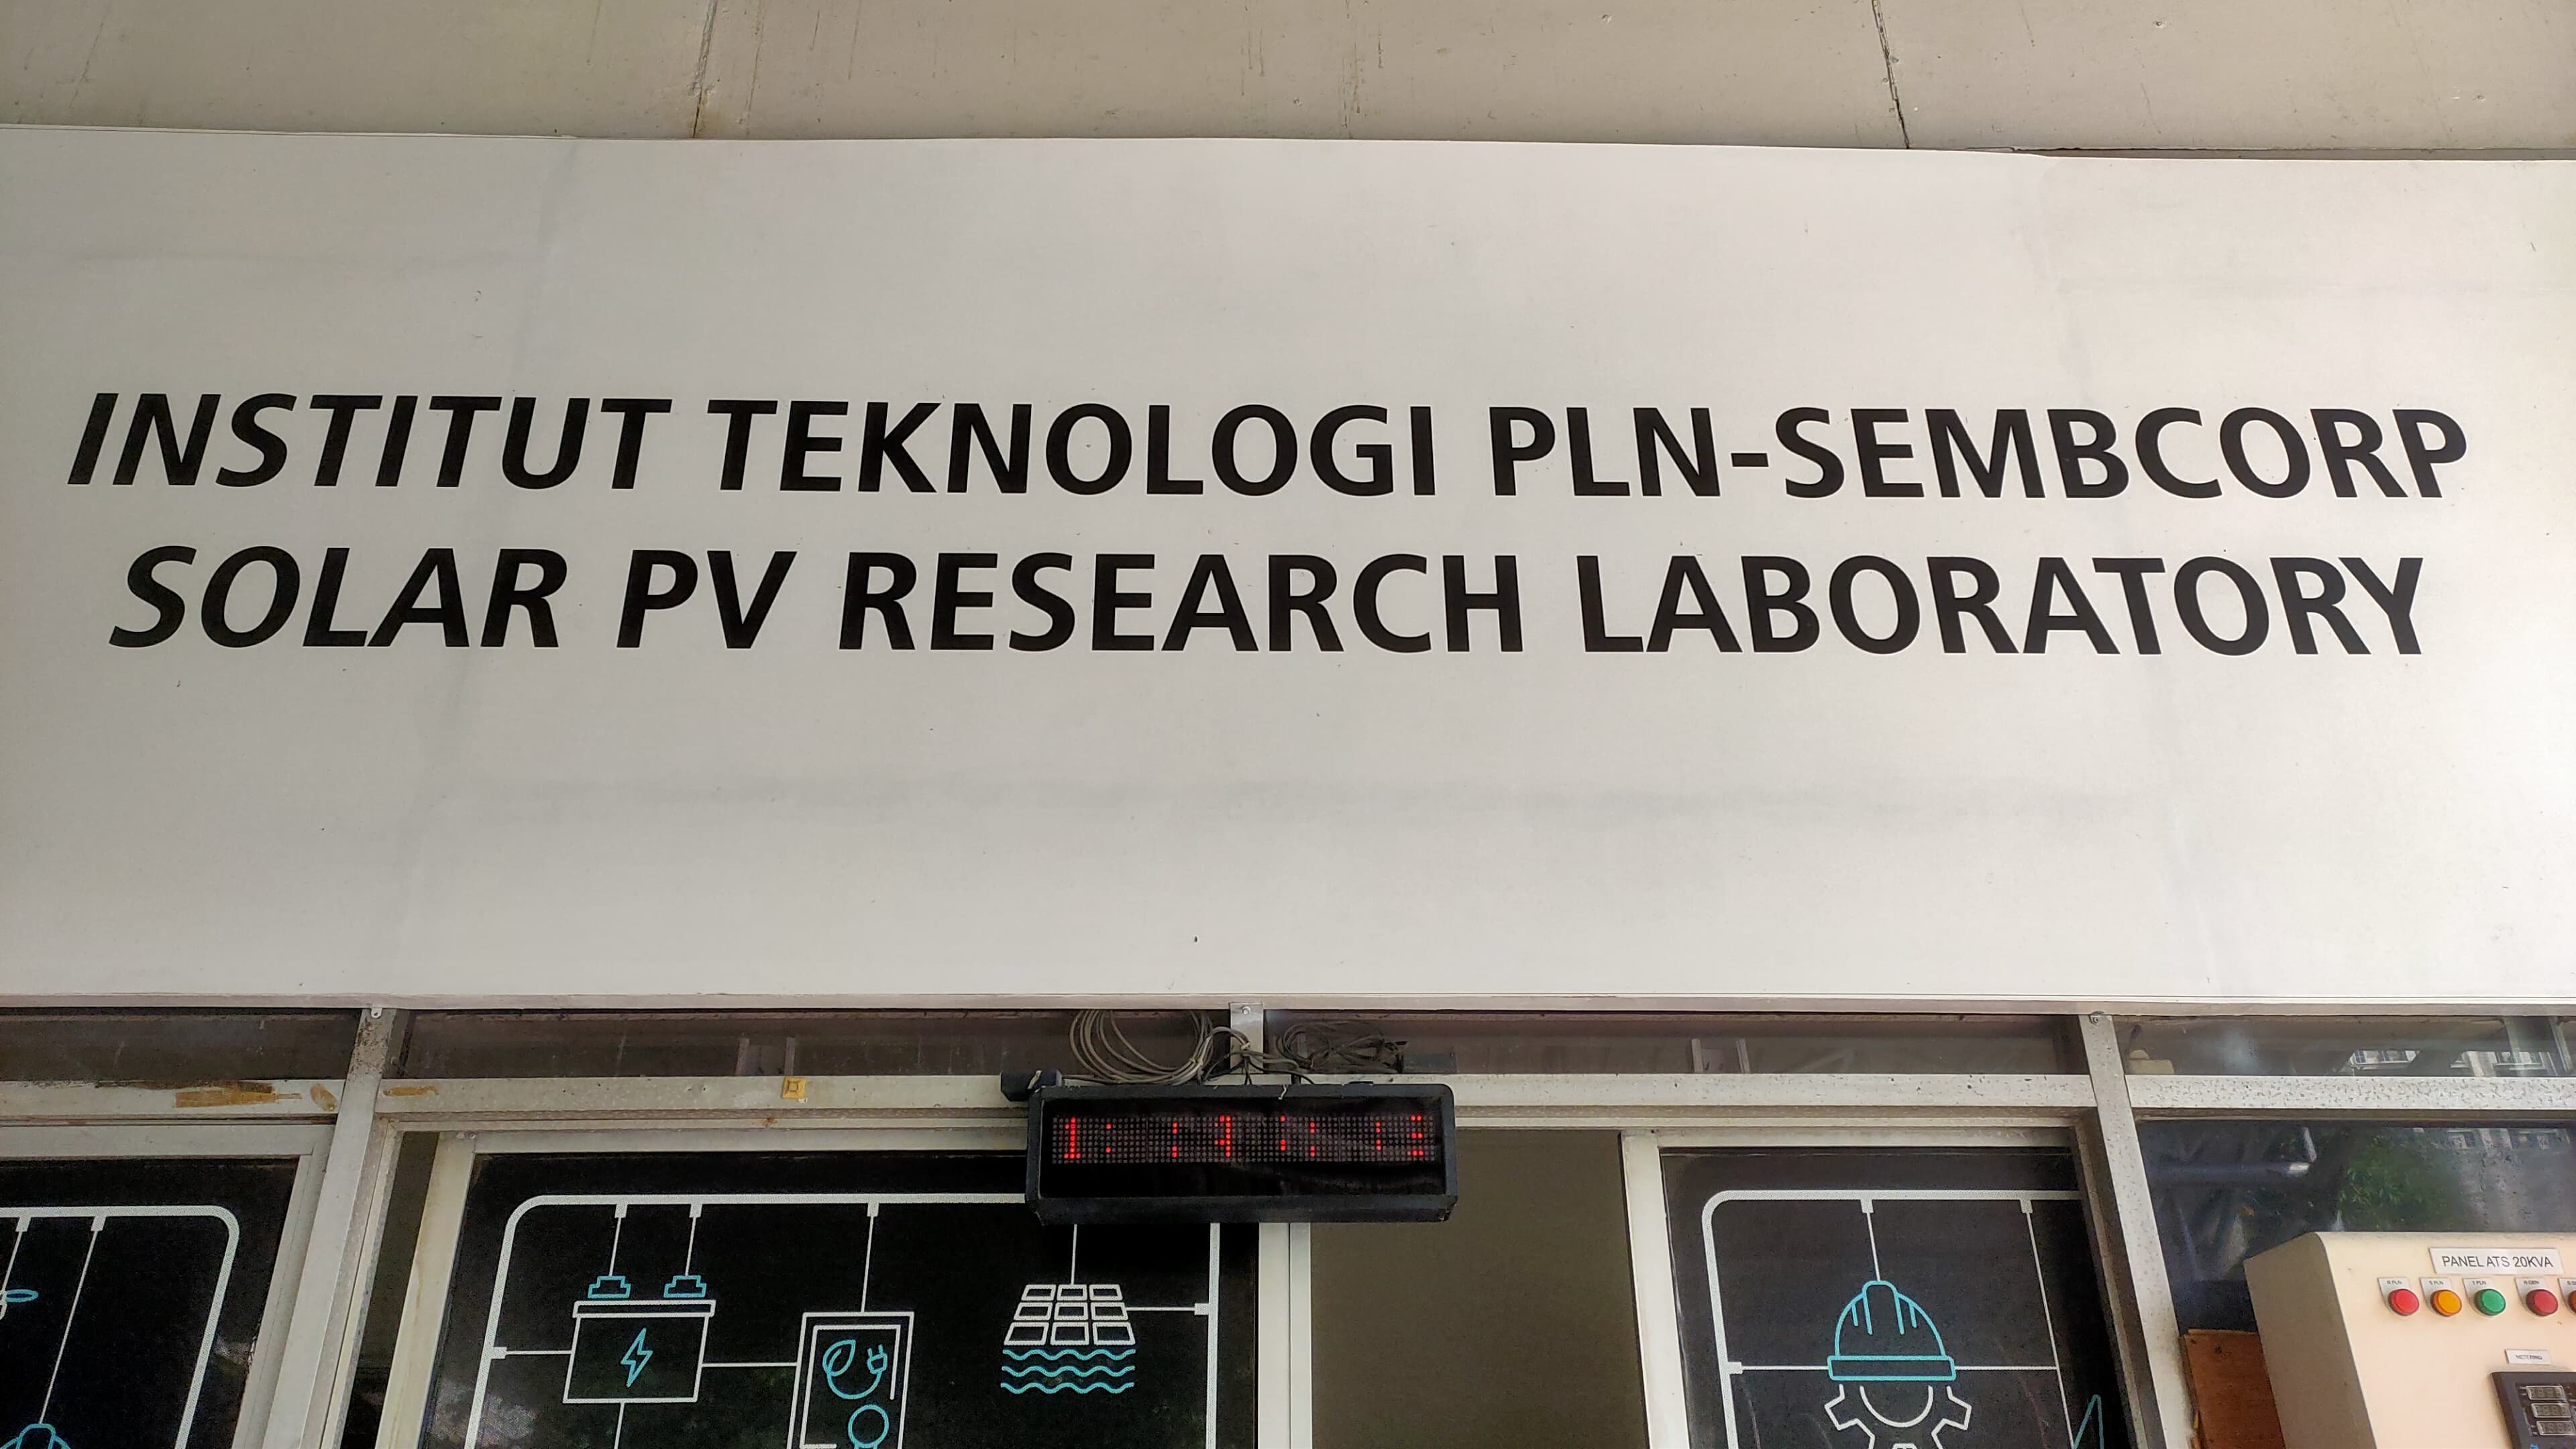 INSTITUT TEKNOLOGI PLN-SEMBCORP
SOLAR PV RESEARCH LABORATORY
PANEL ATS 20KVA